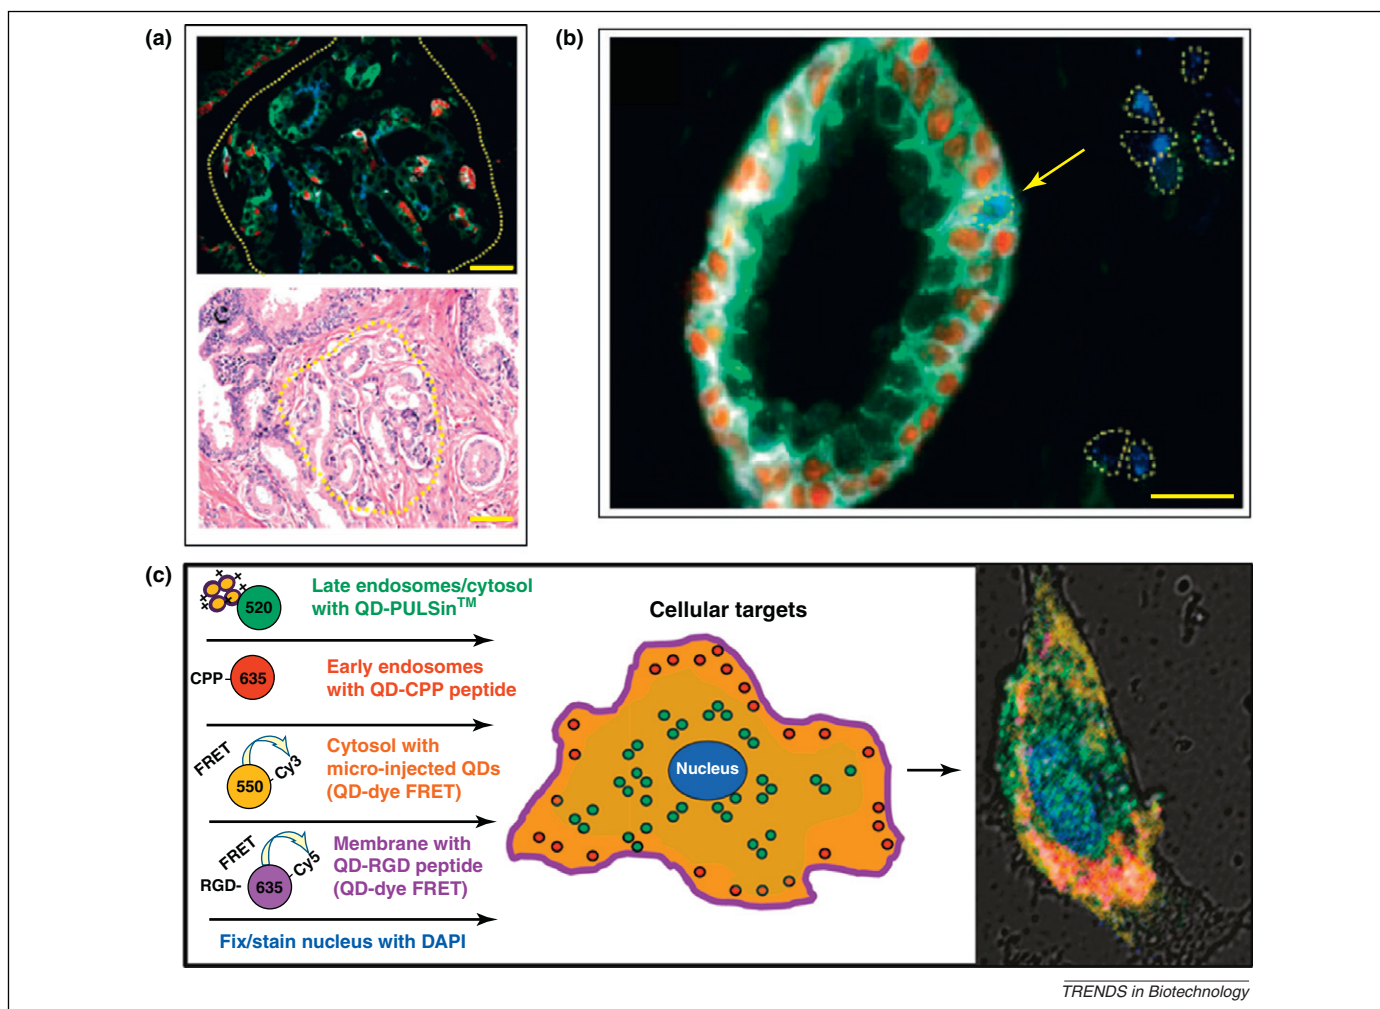 (a)
(b)
(c)
520
Late endosomes/cytosol
with QD-PULSin™
CPP-
635
Early endosomes
with QD-CPP peptide
FRET
550
Cy3
Cytosol with
micro-injected QDs
(QD-dye FRET)
FRET
RGD-
635
Cy5
Membrane with
QD-RGD peptide
(QD-dye FRET)
Fix/stain nucleus with DAPI
Cellular targets
Nucleus
TRENDS in Biotechnology